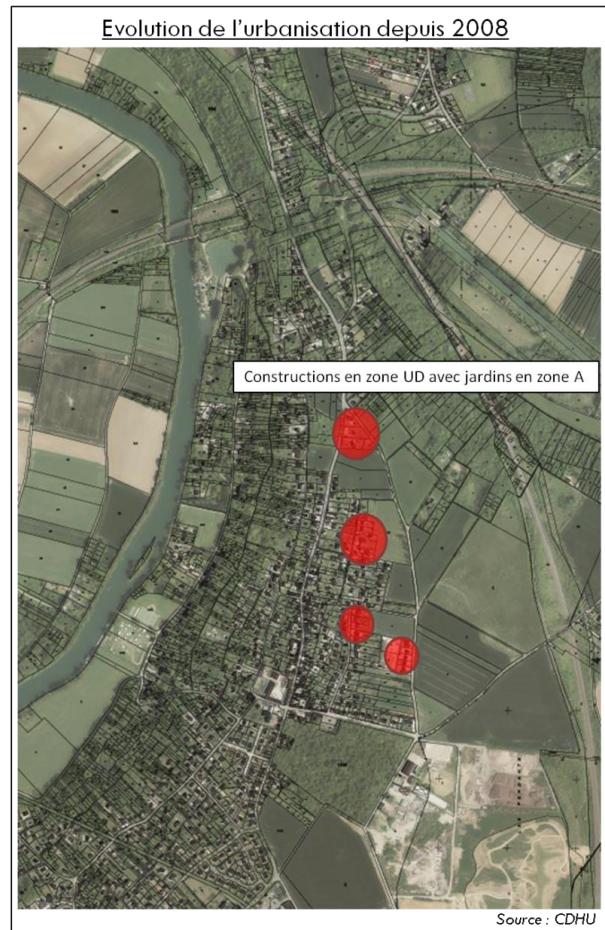 Evolution de l'urbanisation depuis 2008
Constructions en zone UD avec jardins en zone A
Source : CDHU